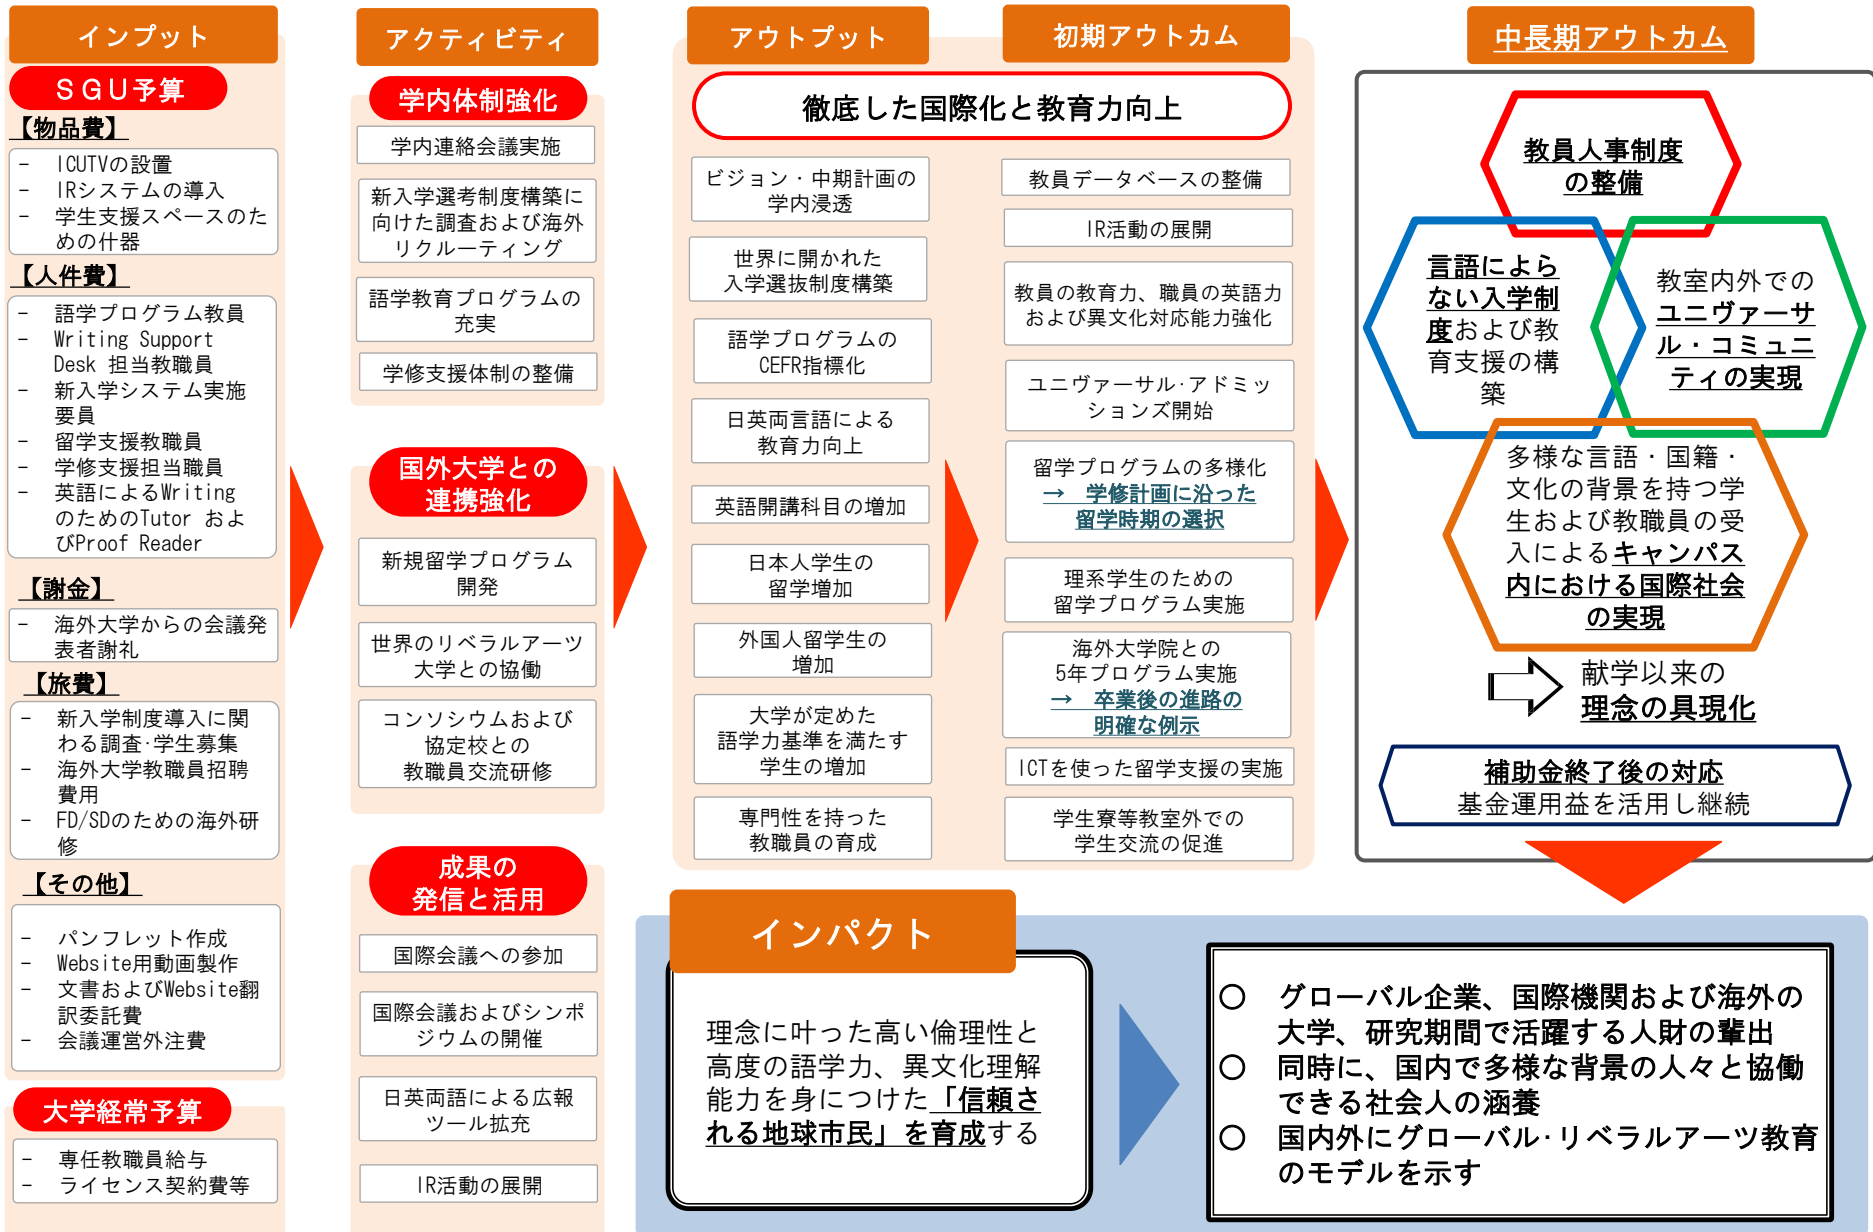 インプット
ＳＧＵ予算
【物品費】
- ICUTVの設置
- IRシステムの導入
- 学生支援スペースのた
めの什器
【人件費】
- 語学プログラム教員
- Writing Support
Desk 担当教職員
- 新入学システム実施
要員
- 留学支援教職員
- 学修支援担当職員
- 英語によるWriting
のためのTutor およ
びProof Reader
【謝金】
- 海外大学からの会議発
表者謝礼
【旅費】
- 新入学制度導入に関
わる調査･学生募集
- 海外大学教職員招聘
費用
- FD/SDのための海外研
修
【その他】
- パンフレット作成
- Website用動画製作
- 文書およびWebsite翻
訳委託費
- 会議運営外注費
大学経常予算
- 専任教職員給与
- ライセンス契約費等
アクティビティ
学内体制強化
学内連絡会議実施
新入学選考制度構築に
向けた調査および海外
リクルーティング
語学教育プログラムの
充実
学修支援体制の整備
国外大学との
連携強化
新規留学プログラム
開発
世界のリベラルアーツ
大学との協働
コンソシウムおよび
協定校との
教職員交流研修
成果の
発信と活用
国際会議への参加
国際会議およびシンポ
ジウムの開催
日英両語による広報
ツール拡充
IR活動の展開
アウトプット
初期アウトカム
徹底した国際化と教育力向上
ビジョン・中期計画の
学内浸透
世界に開かれた
入学選抜制度構築
語学プログラムの
CEFR指標化
日英両言語による
教育力向上
英語開講科目の増加
日本人学生の
留学増加
外国人留学生の
増加
大学が定めた
語学力基準を満たす
学生の増加
専門性を持った
教職員の育成
教員データベースの整備
IR活動の展開
教員の教育力、職員の英語力
および異文化対応能力強化
ユニヴァーサル･アドミッ
ションズ開始
留学プログラムの多様化
→ 学修計画に沿った
留学時期の選択
理系学生のための
留学プログラム実施
海外大学院との
5年プログラム実施
→ 卒業後の進路の
明確な例示
ICTを使った留学支援の実施
学生寮等教室外での
学生交流の促進
中長期アウトカム
教員人事制度
の整備
言語によら
ない入学制
度および教
育支援の構
築
教室内外での
ユニヴァーサ
ル・コミュニ
ティの実現
多様な言語・国籍・
文化の背景を持つ学
生および教職員の受
入によるキャンパス
内における国際社会
の実現
献学以来の
理念の具現化
補助金終了後の対応
基金運用益を活用し継続
インパクト
理念に叶った高い倫理性と
高度の語学力、異文化理解
能力を身につけた「信頼さ
れる地球市民」を育成する
○ グローバル企業、国際機関および海外の
大学、研究期間で活躍する人財の輩出
○ 同時に、国内で多様な背景の人々と協働
できる社会人の涵養
○ 国内外にグローバル･リベラルアーツ教育
のモデルを示す